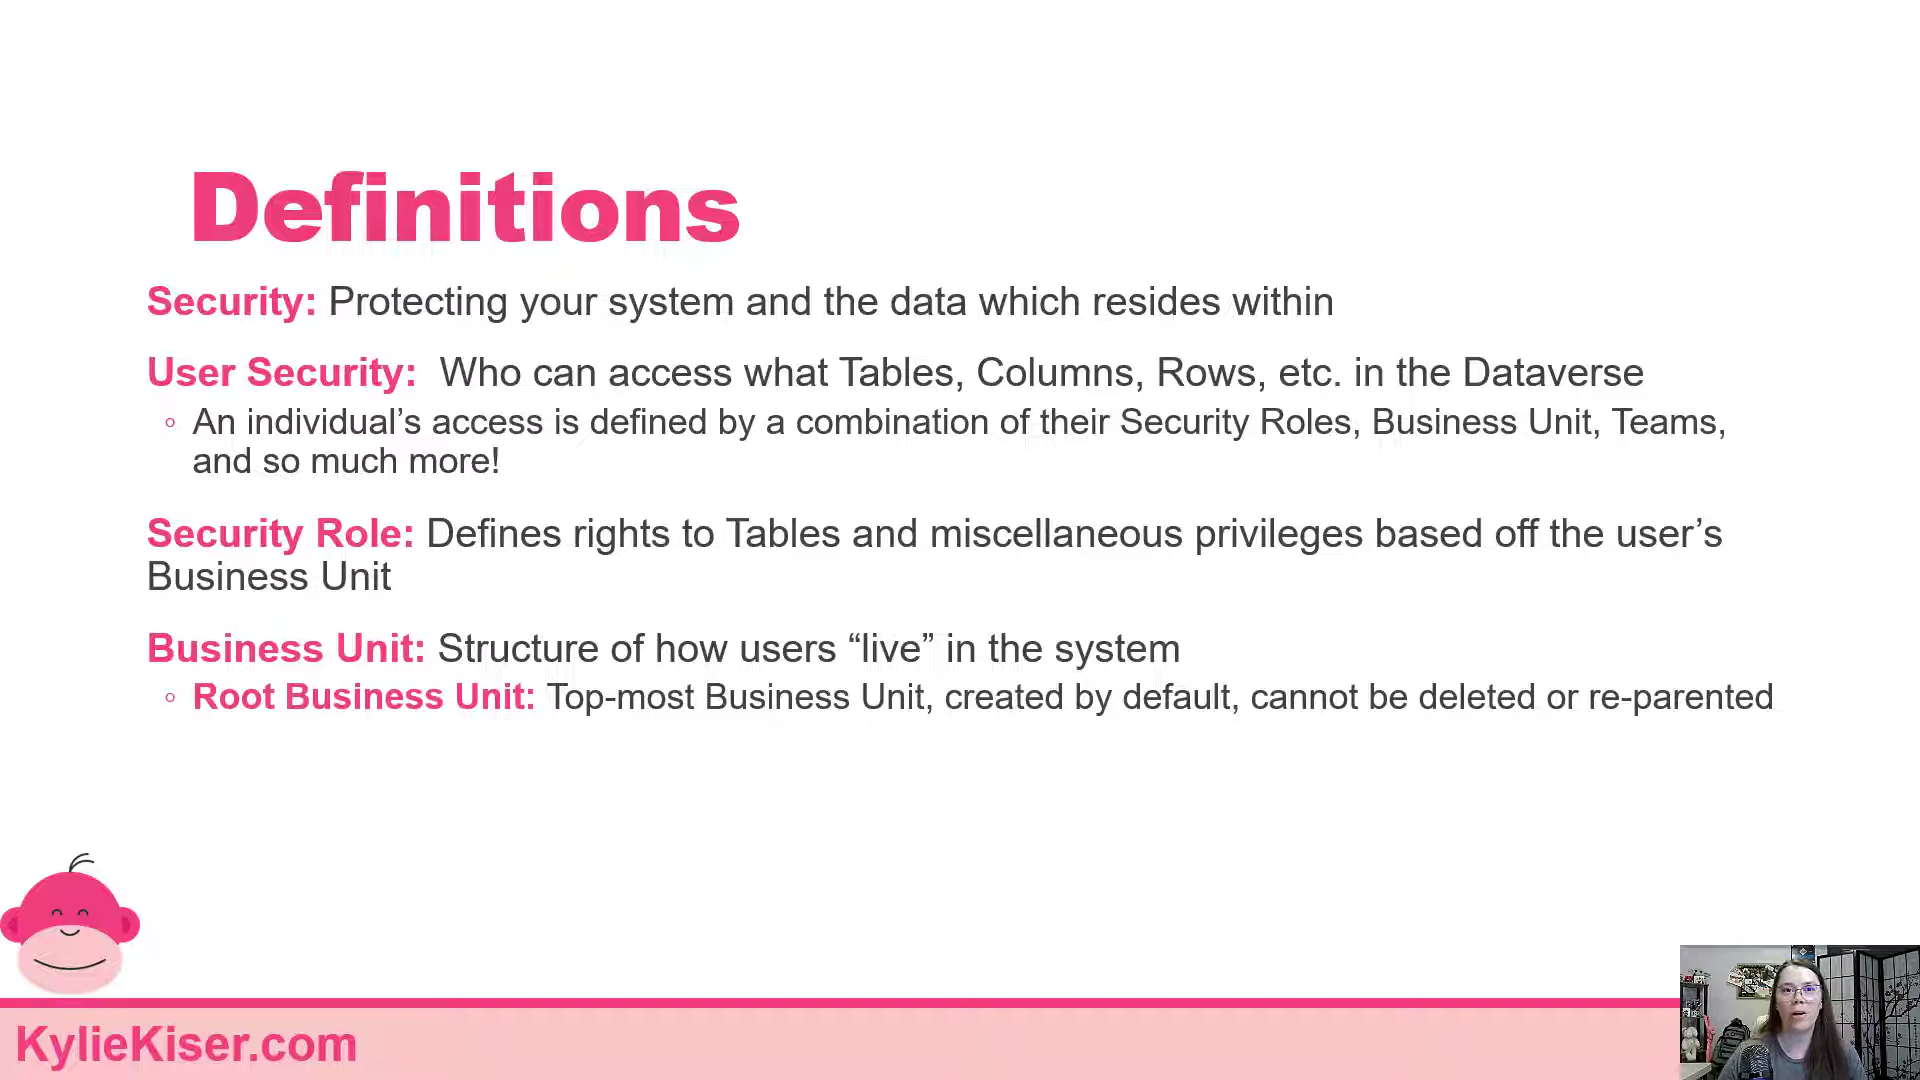 Definitions
Security: Protecting your system and the data which resides within
User Security:  Who can access what Tables, Columns, Rows, etc. in the Dataverse
◦ An individual’s access is defined by a combination of their Security Roles, Business Unit, Teams,
and so much more!
Security Role: Defines rights to Tables and miscellaneous privileges based off the user’s
Business Unit
Business Unit: Structure of how users “live” in the system
◦ Root Business Unit: Top-most Business Unit, created by default, cannot be deleted or re-parented
KylieKiser.com